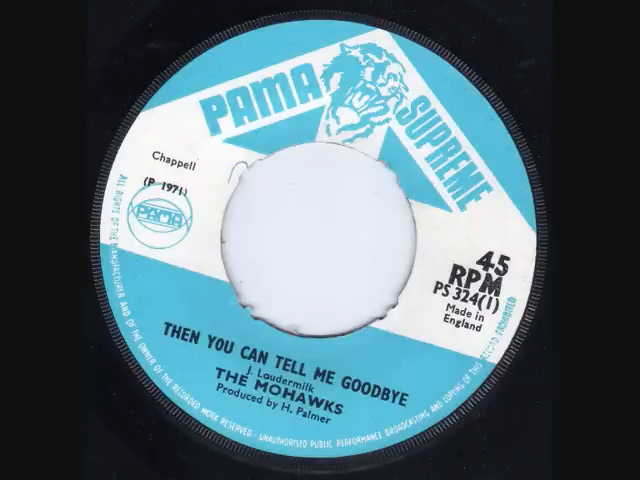 PAMA SUPREME
Chappell
(P 1971)
PAMA
45
RPM
PS 324(1)
Made in
England
THEN YOU CAN TELL ME GOODBYE
J. Loudermilk
THE MOHAWKS
Produced by H. Palmer
ALL RIGHTS OF THE MANUFACTURER AND OF THE OWNER OF THE RECORDED WORK RESERVED · UNAUTHORISED PUBLIC PERFORMANCE BROADCASTING AND COPYING OF THIS RECORD PROHIBITED